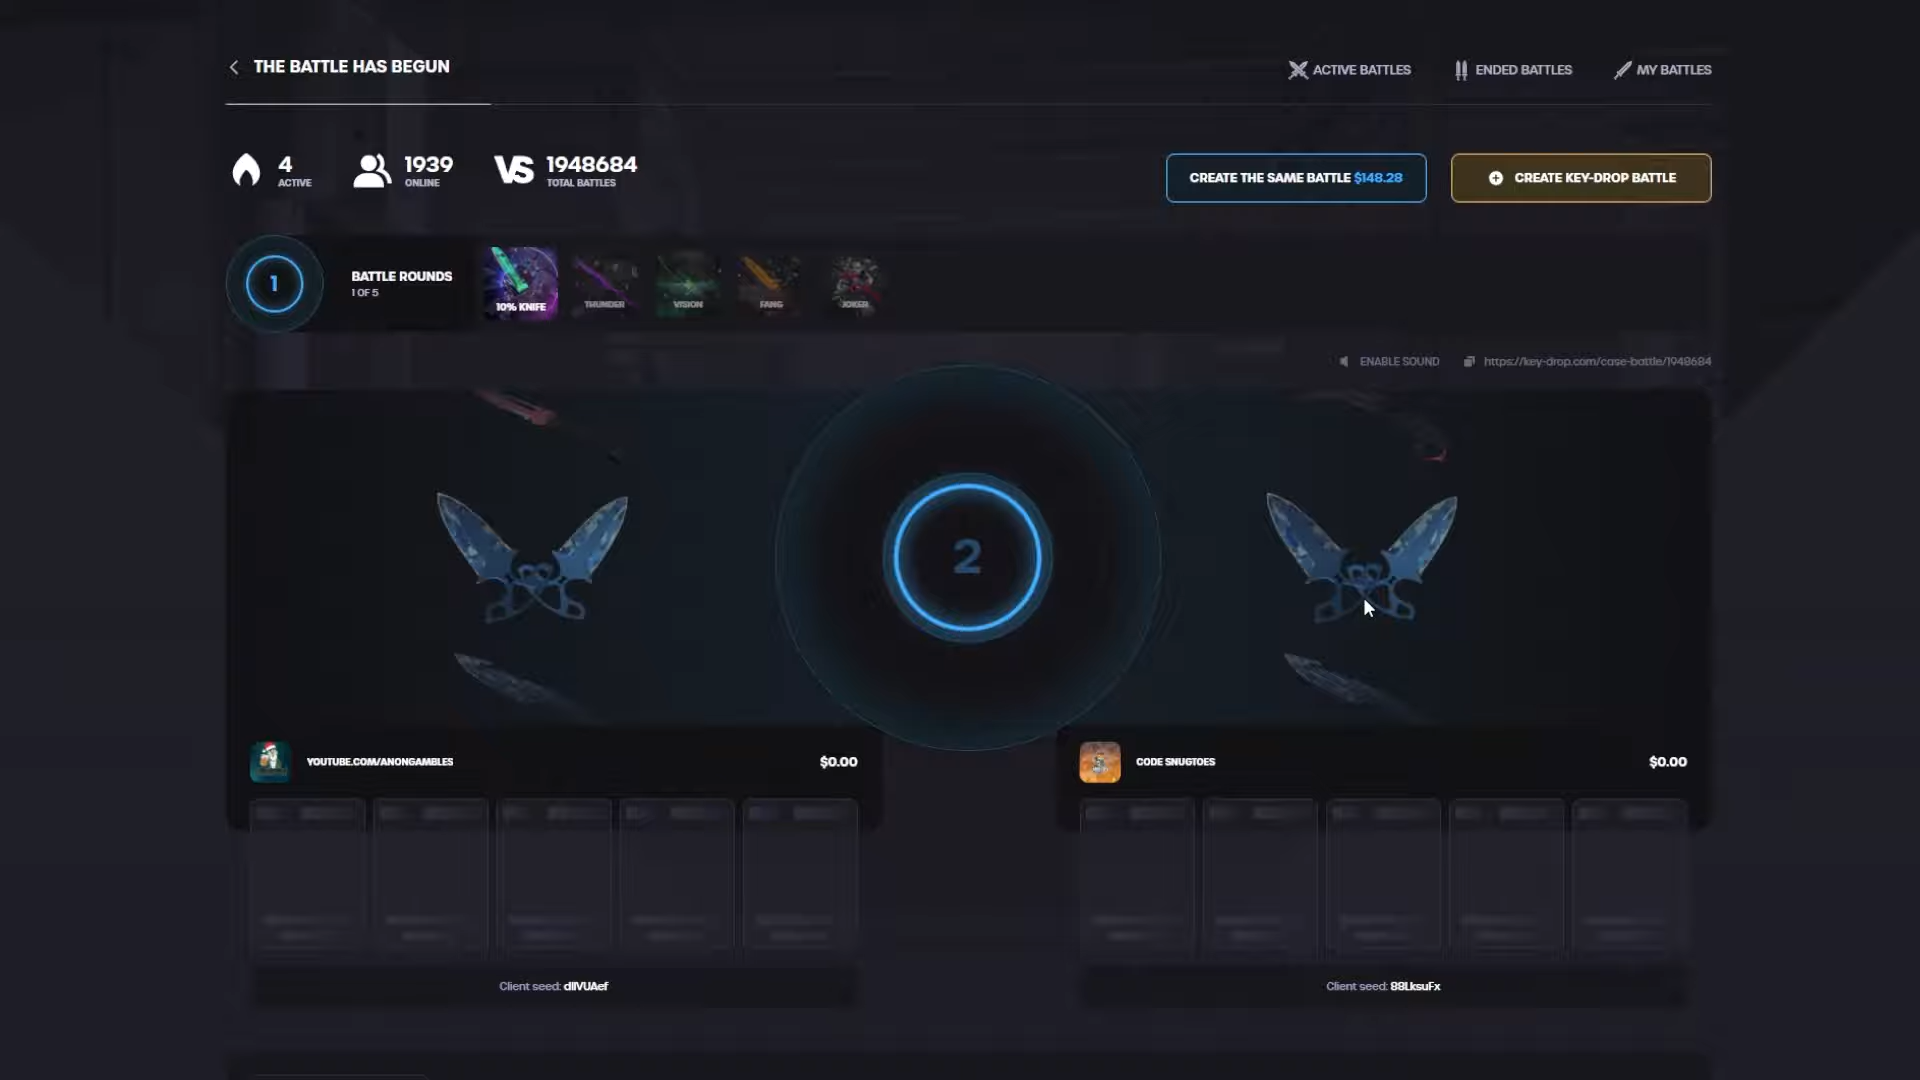 THE BATTLE HAS BEGUN
ACTIVE BATTLES
ENDED BATTLES
MY BATTLES
4
ACTIVE
1939
ONLINE
VS
1948684
TOTAL BATTLES
CREATE THE SAME BATTLE $148.28
CREATE KEY-DROP BATTLE
1
BATTLE ROUNDS
1 OF 5
10% KNIFE
THUNDER
VISION
FANG
JOKER
ENABLE SOUND
https://key-drop.com/case-battle/1948684
2
YOUTUBE.COM/ANONGAMBLES
$0.00
CODE SNUGTOES
$0.00
Client seed:
Client seed: 88LksuFx